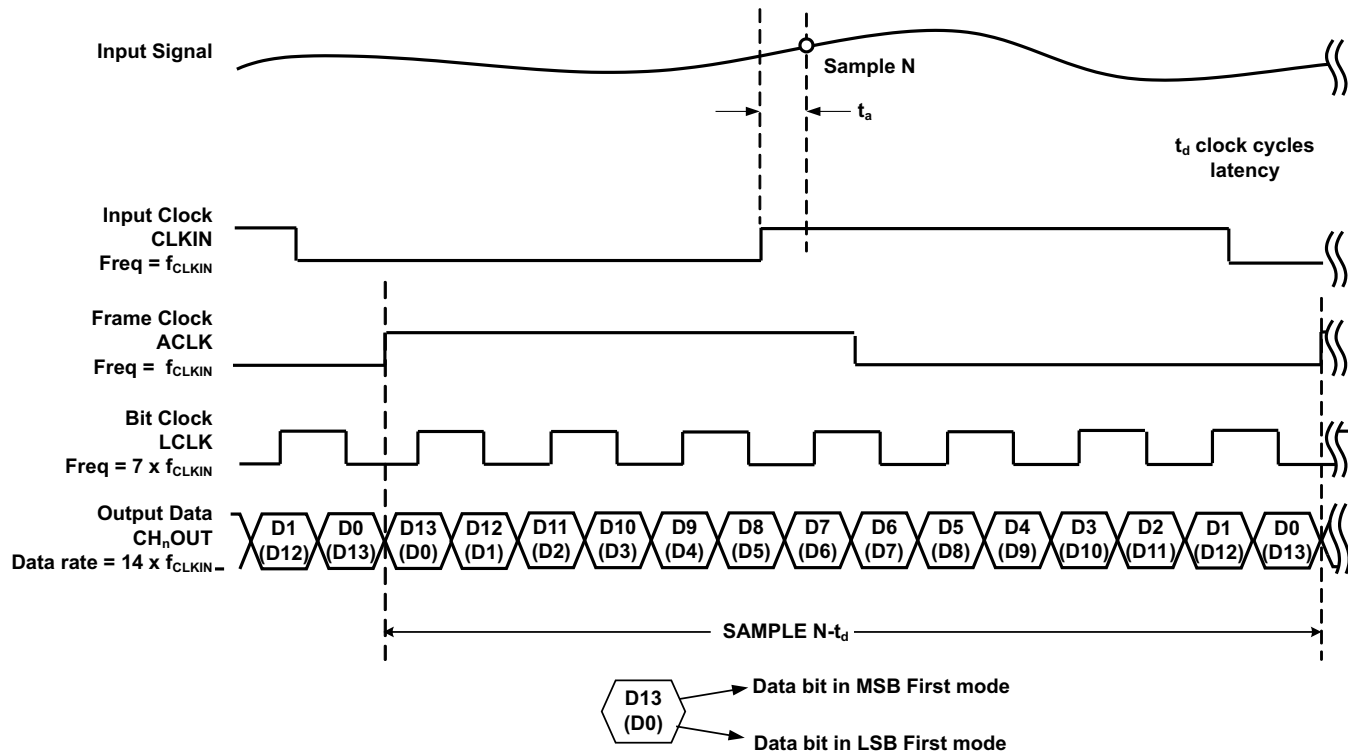 Input Signal
Sample N
ta
td clock cycles
latency
Input Clock
CLKIN
Freq = fCLKIN
Frame Clock
ACLK
Freq = fCLKIN
Bit Clock
LCLK
Freq = 7 x fCLKIN
Output Data
CHnOUT
Data rate = 14 x fCLKIN
D1 D0 D13 D12 D11 D10 D9 D8 D7 D6 D5 D4 D3 D2 D1 D0
(D12) (D13) (D0) (D1) (D2) (D3) (D4) (D5) (D6) (D7) (D8) (D9) (D10) (D11) (D12) (D13)
SAMPLE N-td
D13
(D0)
Data bit in MSB First mode
Data bit in LSB First mode